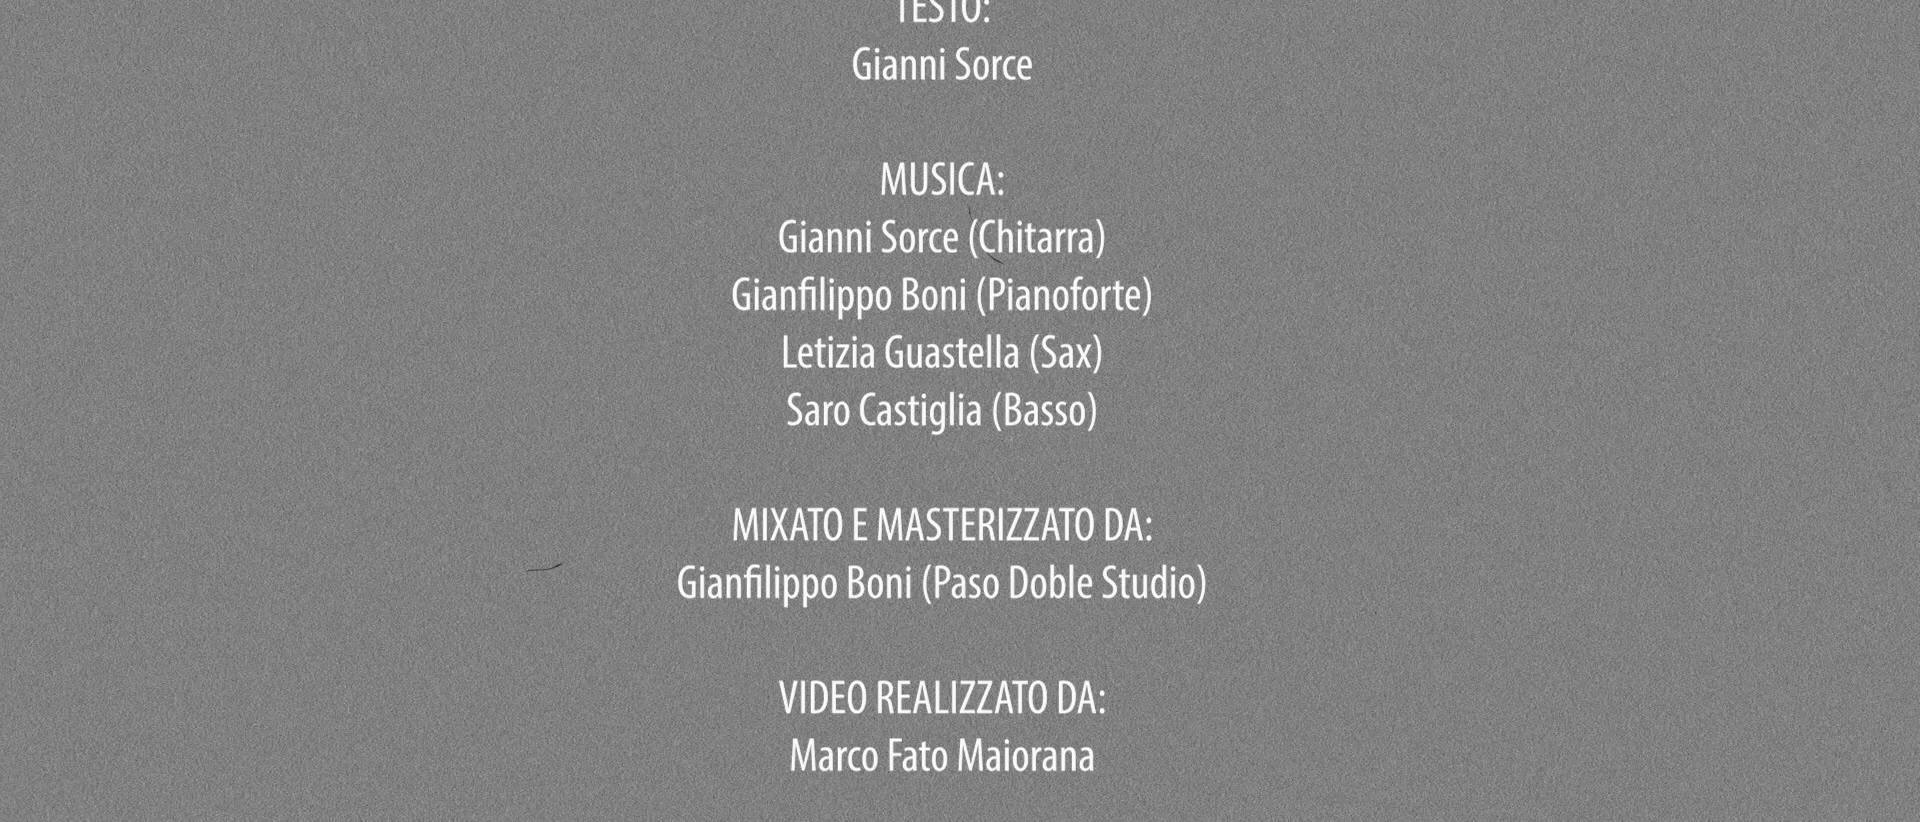 TESTO:
Gianni Sorce
MUSICA:
Gianni Sorce (Chitarra)
Gianfilippo Boni (Pianoforte)
Letizia Guastella (Sax)
Saro Castiglia (Basso)
MIXATO E MASTERIZZATO DA:
Gianfilippo Boni (Paso Doble Studio)
VIDEO REALIZZATO DA:
Marco Fato Maiorana